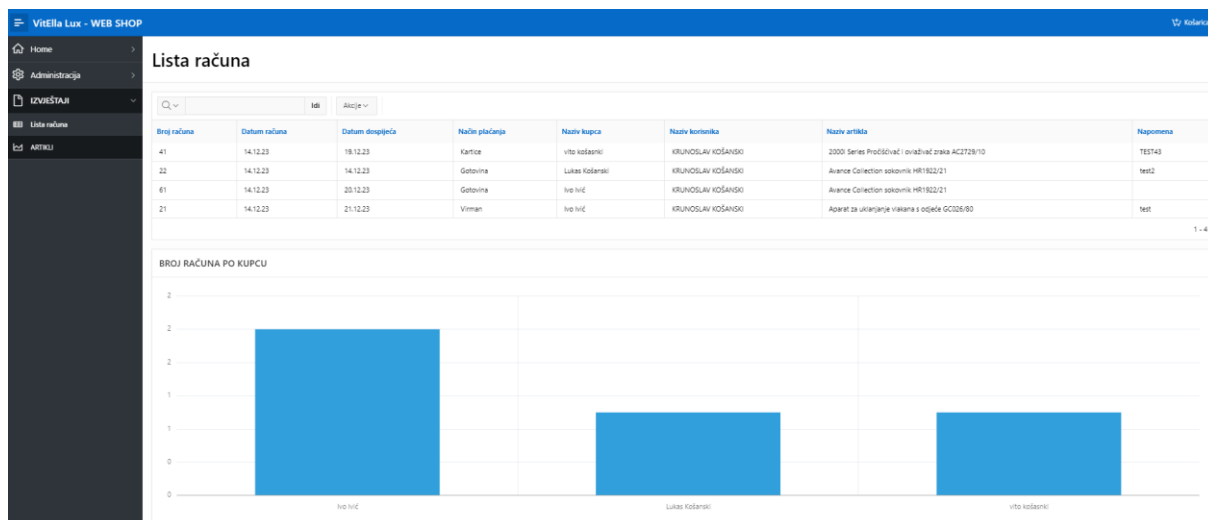 VitElla Lux - WEB SHOP
Košarica
Home
Administracija
IZVJEŠTAJI
Lista računa
ARTIKLI
Lista računa
Idi Akcije
Broj računa Datum računa Datum dospijeća Način plaćanja Naziv kupca Naziv korisnika Naziv artikla Napomena
41 14.12.23 19.12.23 Kartice vito košasnki KRUNOSLAV KOŠANSKI 2000i Series Pročišćivač i ovlaživač zraka AC2729/10 TEST43
22 14.12.23 14.12.23 Gotovina Lukas Košanski KRUNOSLAV KOŠANSKI Avance Collection sokovnik HR1922/21 test2
61 14.12.23 20.12.23 Gotovina Ivo Ivić KRUNOSLAV KOŠANSKI Avance Collection sokovnik HR1922/21
21 14.12.23 21.12.23 Virman Ivo Ivić KRUNOSLAV KOŠANSKI Aparat za uklanjanje vlakana s odjeće GC026/80 test
1 - 4
BROJ RAČUNA PO KUPCU
2
2
2
1
1
0
0
Ivo Ivić Lukas Košanski vito košasnki